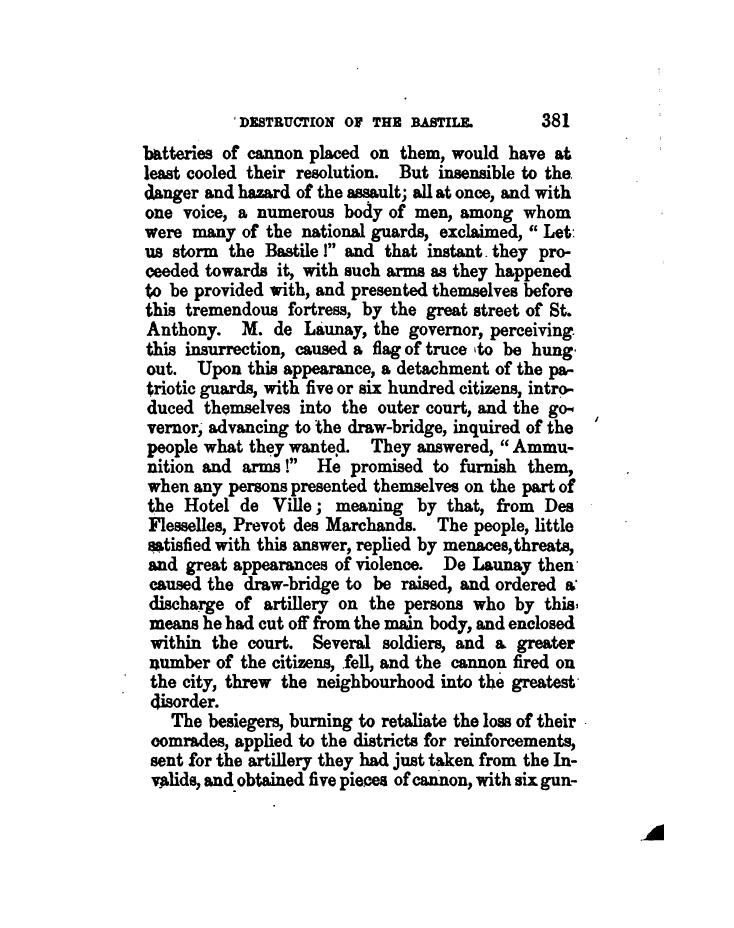 DESTRUCTION OF THE BASTILE. 381
batteries of cannon placed on them, would have at
least cooled their resolution. But insensible to the
danger and hazard of the assault; all at once, and with
one voice, a numerous body of men, among whom
were many of the national guards, exclaimed, “ Let
us storm the Bastile !” and that instant they pro-
ceeded towards it, with such arms as they happened
to be provided with, and presented themselves before
this tremendous fortress, by the great street of St.
Anthony. M. de Launay, the governor, perceiving
this insurrection, caused a flag of truce to be hung
out. Upon this appearance, a detachment of the pa-
triotic guards, with five or six hundred citizens, intro-
duced themselves into the outer court, and the go-
vernor, advancing to the draw-bridge, inquired of the
people what they wanted. They answered, “ Ammu-
nition and arms !” He promised to furnish them,
when any persons presented themselves on the part of
the Hotel de Ville ; meaning by that, from Des
Flesselles, Prevot des Marchands. The people, little
satisfied with this answer, replied by menaces, threats,
and great appearances of violence. De Launay then
caused the draw-bridge to be raised, and ordered a
discharge of artillery on the persons who by this
means he had cut off from the main body, and enclosed
within the court. Several soldiers, and a greater
number of the citizens, fell, and the cannon fired on
the city, threw the neighbourhood into the greatest
disorder.
The besiegers, burning to retaliate the loss of their
comrades, applied to the districts for reinforcements,
sent for the artillery they had just taken from the In-
valids, and obtained five pieces of cannon, with six gun-